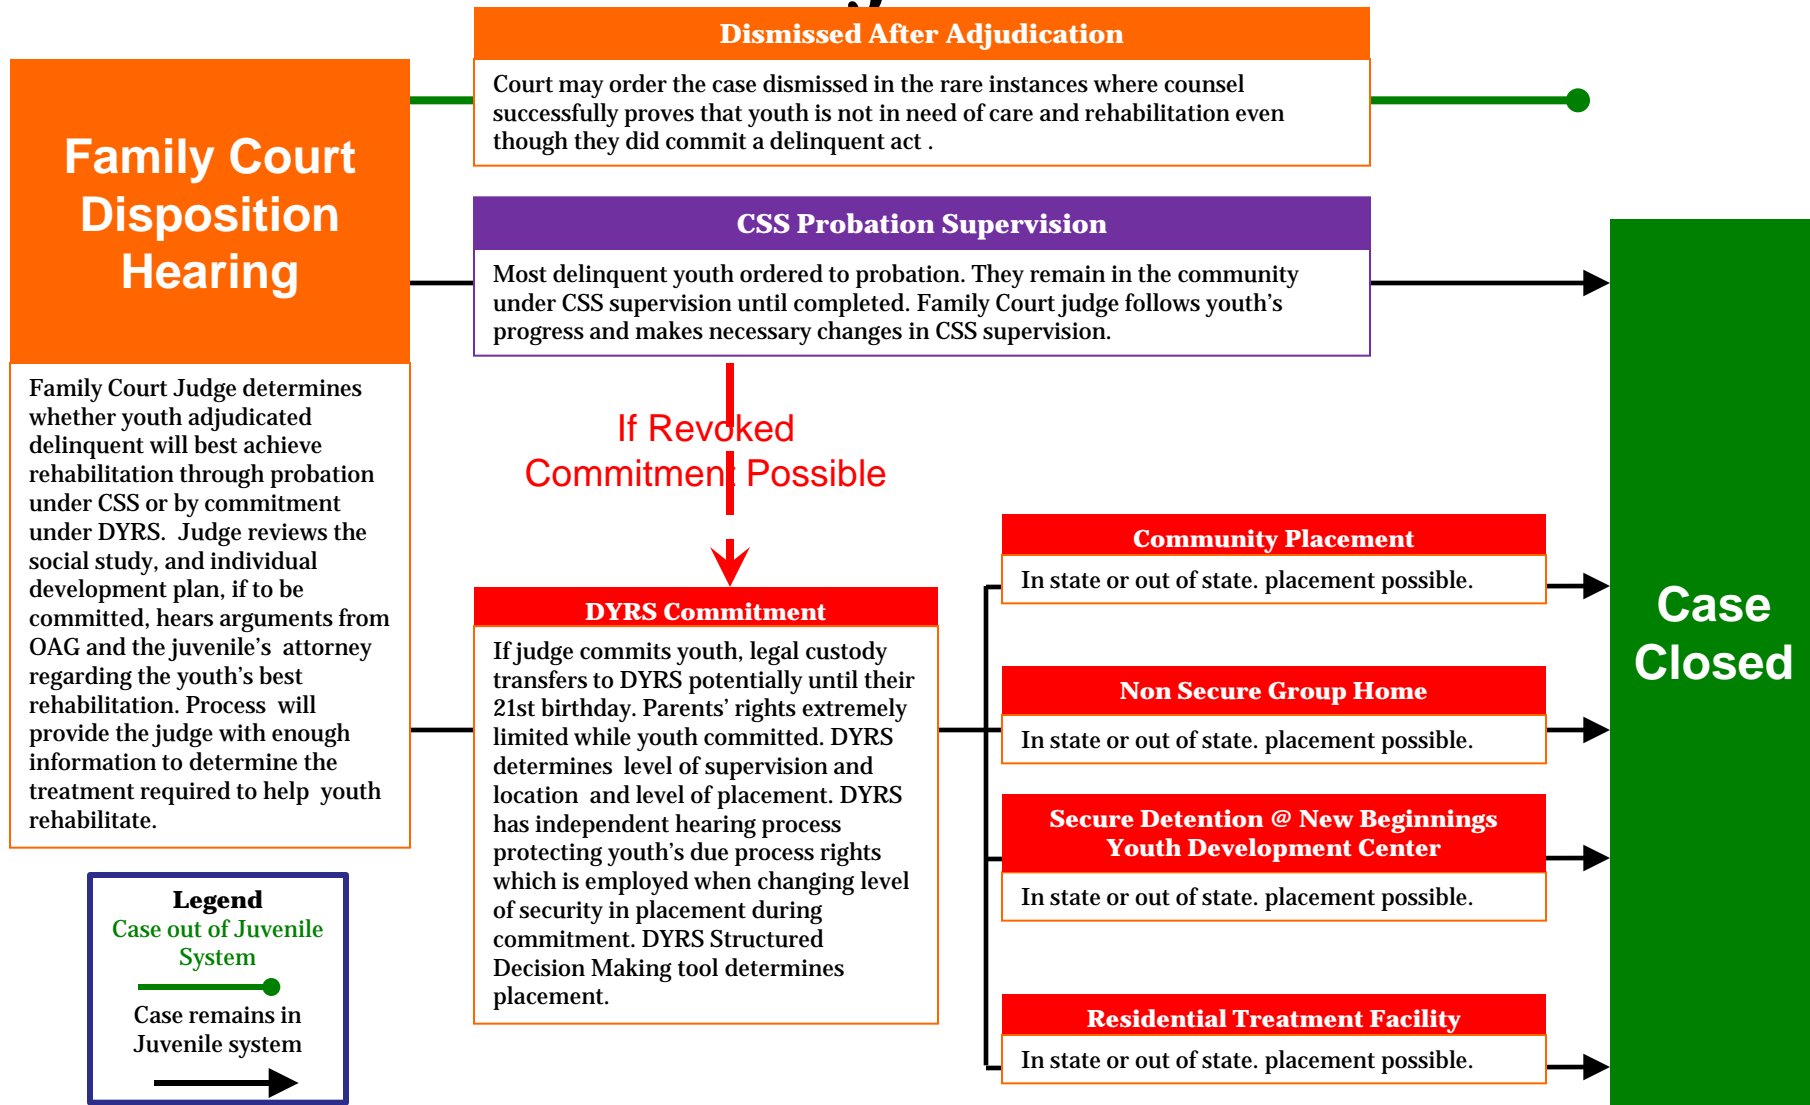 Family Court
Disposition
Hearing
Family Court Judge determines
whether youth adjudicated
delinquent will best achieve
rehabilitation through probation
under CSS or by commitment
under DYRS. Judge reviews the
social study, and individual
development plan, if to be
committed, hears arguments from
OAG and the juvenile's attorney
regarding the youth's best
rehabilitation. Process will
provide the judge with enough
information to determine the
treatment required to help youth
rehabilitate.
Legend
Case out of Juvenile
System
Case remains in
Juvenile system
Dismissed After Adjudication
Court may order the case dismissed in the rare instances where counsel
successfully proves that youth is not in need of care and rehabilitation even
though they did commit a delinquent act .
CSS Probation Supervision
Most delinquent youth ordered to probation. They remain in the community
under CSS supervision until completed. Family Court judge follows youth's
progress and makes necessary changes in CSS supervision.
If Revoked
Commitment Possible
DYRS Commitment
If judge commits youth, legal custody
transfers to DYRS potentially until their
21st birthday. Parents' rights extremely
limited while youth committed. DYRS
determines level of supervision and
location and level of placement. DYRS
has independent hearing process
protecting youth's due process rights
which is employed when changing level
of security in placement during
commitment. DYRS Structured
Decision Making tool determines
placement.
Community Placement
In state or out of state. placement possible.
Non Secure Group Home
In state or out of state. placement possible.
Secure Detention @ New Beginnings
Youth Development Center
In state or out of state. placement possible.
Residential Treatment Facility
In state or out of state. placement possible.
Case
Closed